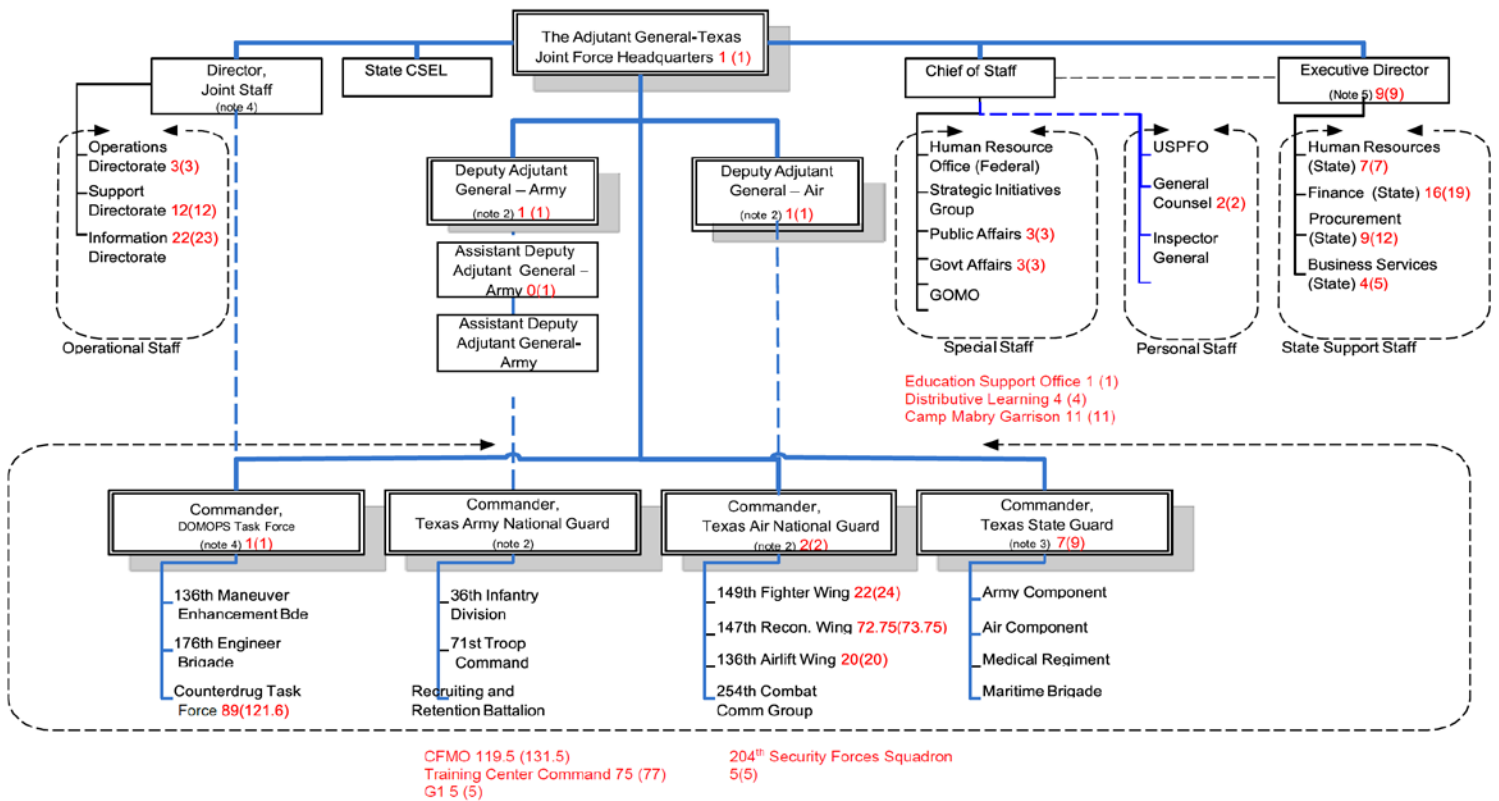 The Adjutant General-Texas
Joint Force Headquarters 1 (1)
Director,
Joint Staff
(note 4)
State CSEL
Chief of Staff
Executive Director
(Note 5) 9(9)
Operations
Directorate 3(3)
Support
Directorate 12(12)
Information 22(23)
Directorate
Operational Staff
Deputy Adjutant
General – Army
(note 2) 1 (1)
Assistant Deputy
Adjutant General –
Army 0(1)
Assistant Deputy
Adjutant General-
Army
Deputy Adjutant
General – Air
(note 2) 1(1)
Human Resource
Office (Federal)
Strategic Initiatives
Group
Public Affairs 3(3)
Govt Affairs 3(3)
GOMO
Special Staff
USPFO
General
Counsel 2(2)
Inspector
General
Personal Staff
Human Resources
(State) 7(7)
Finance (State) 16(19)
Procurement
(State) 9(12)
Business Services
(State) 4(5)
State Support Staff
Education Support Office 1 (1)
Distributive Learning 4 (4)
Camp Mabry Garrison 11 (11)
Commander,
DOMOPS Task Force
(note 4) 1(1)
136th Maneuver
Enhancement Bde
176th Engineer
Brigade
Counterdrug Task
Force 89(121.6)
Commander,
Texas Army National Guard
(note 2)
36th Infantry
Division
71st Troop
Command
Recruiting and
Retention Battalion
Commander,
Texas Air National Guard
(note 2) 2(2)
149th Fighter Wing 22(24)
147th Recon. Wing 72.75(73.75)
136th Airlift Wing 20(20)
254th Combat
Comm Group
Commander,
Texas State Guard
(note 3) 7(9)
Army Component
Air Component
Medical Regiment
Maritime Brigade
CFMO 119.5 (131.5)
Training Center Command 75 (77)
G1 5 (5)
204th Security Forces Squadron
5(5)